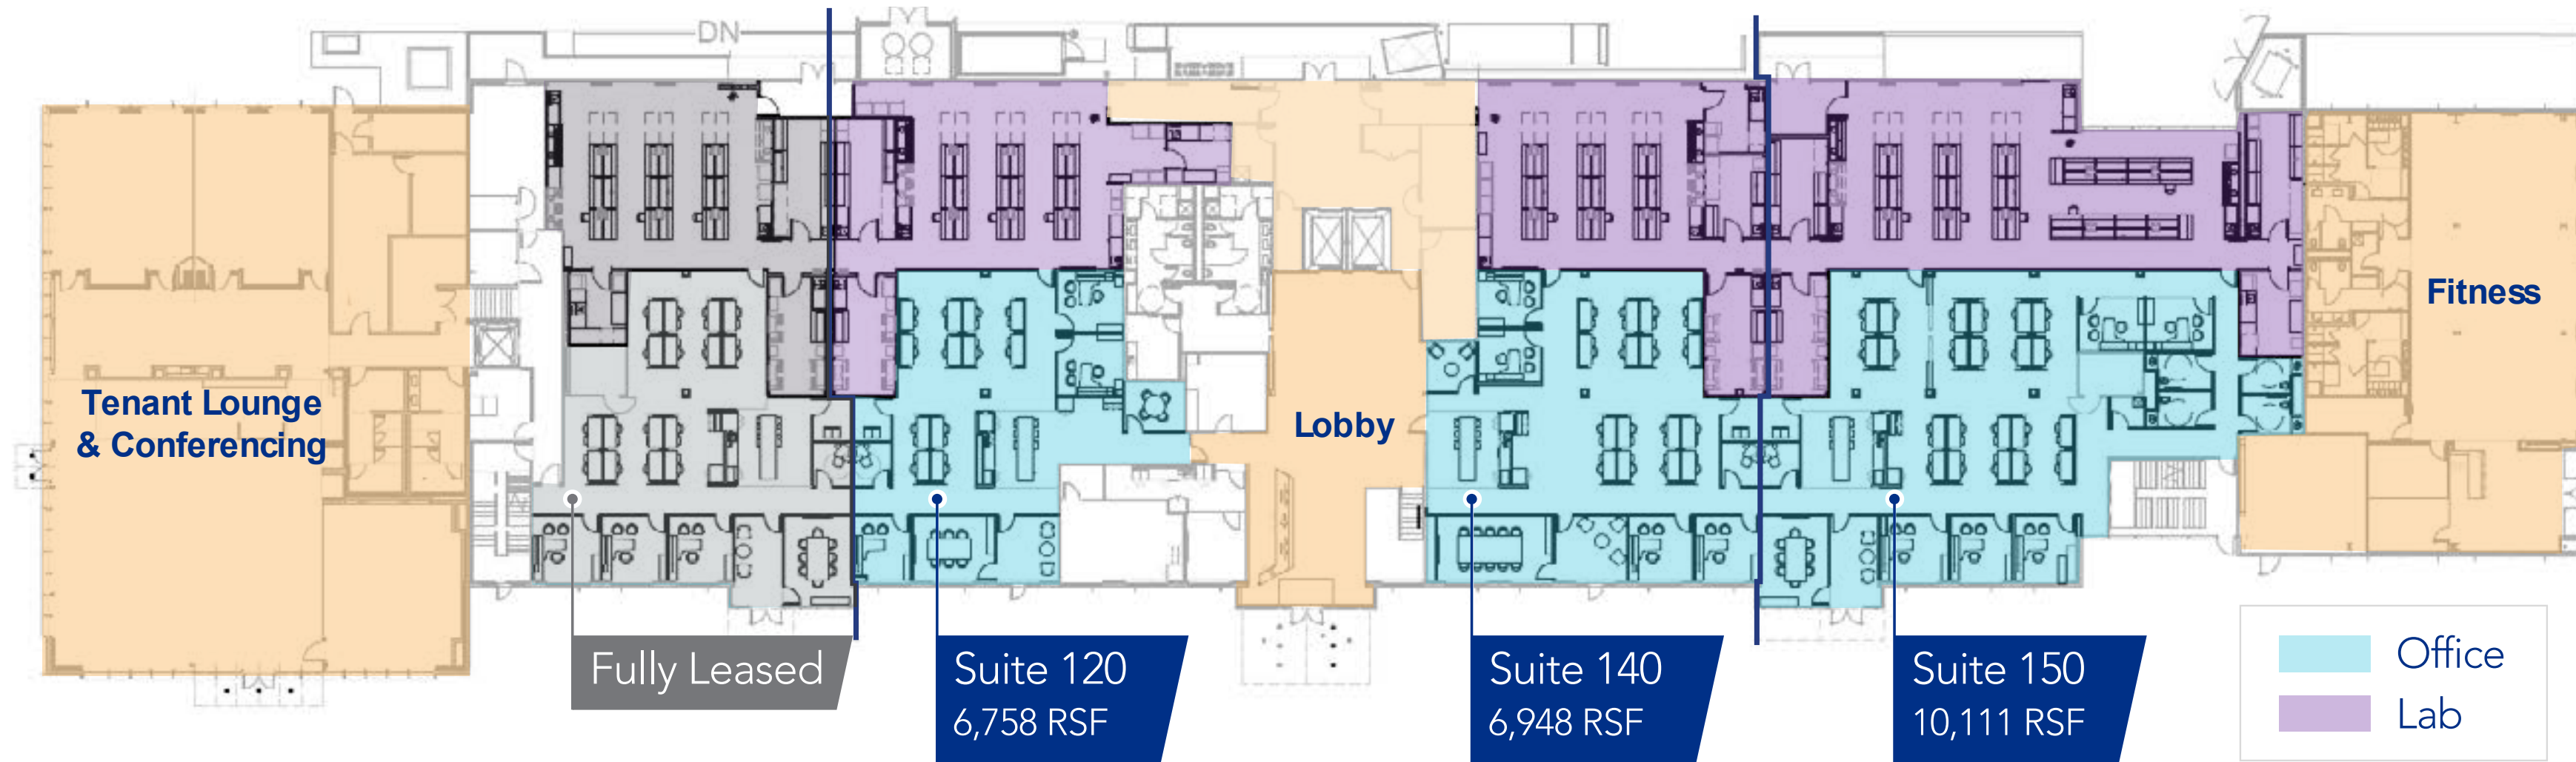 DN
Tenant Lounge
& Conferencing
Lobby
Fitness
Fully Leased
Suite 120
6,758 RSF
Suite 140
6,948 RSF
Suite 150
10,111 RSF
Office
Lab